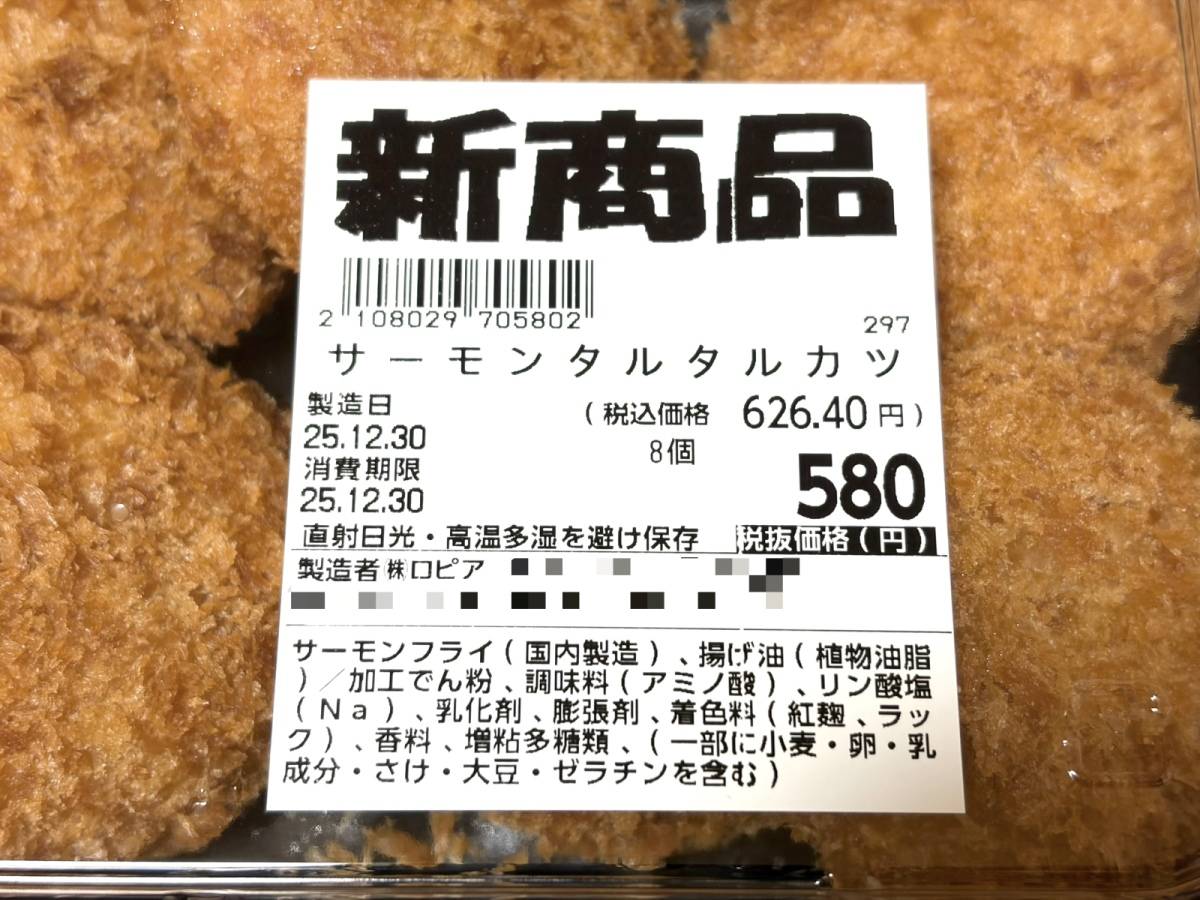 新商品
2 108029 705802
297
サーモンタルタルカツ
製造日
25.12.30
(税込価格 626.40円)
8個
消費期限
25.12.30
580
直射日光・高温多湿を避け保存
税抜価格(円)
製造者㈱ロピア
サーモンフライ(国内製造)、揚げ油(植物油脂
)/加工でん粉、調味料(アミノ酸)、リン酸塩
(Na)、乳化剤、膨張剤、着色料(紅麹、ラッ
ク)、香料、増粘多糖類、(一部に小麦・卵・乳
成分・さけ・大豆・ゼラチンを含む)